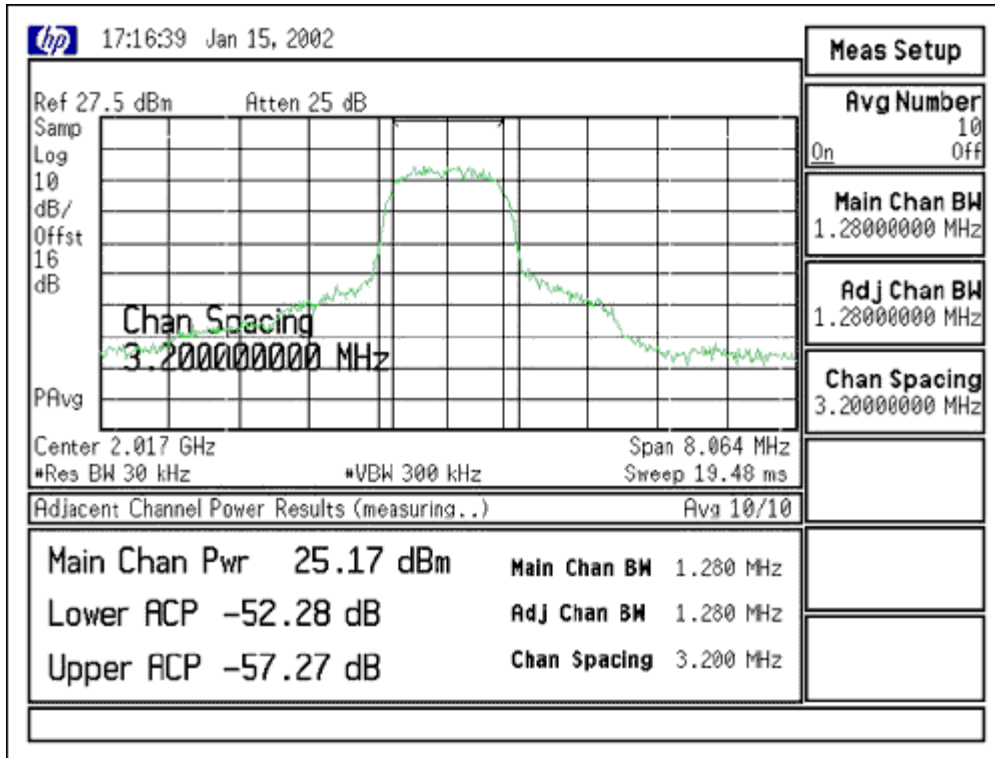 hp 17:16:39 Jan 15, 2002
Ref 27.5 dBm Atten 25 dB
Samp
Log
10
dB/
Offst
16
dB
PAvg
Chan Spacing
3.200000000 MHz
Center 2.017 GHz Span 8.064 MHz
#Res BW 30 kHz #VBW 300 kHz Sweep 19.48 ms
Adjacent Channel Power Results (measuring..) Avg 10/10
Main Chan Pwr 25.17 dBm Main Chan BW 1.280 MHz
Lower ACP -52.28 dB Adj Chan BW 1.280 MHz
Upper ACP -57.27 dB Chan Spacing 3.200 MHz
Meas Setup
Avg Number
10
On Off
Main Chan BW
1.28000000 MHz
Adj Chan BW
1.28000000 MHz
Chan Spacing
3.20000000 MHz